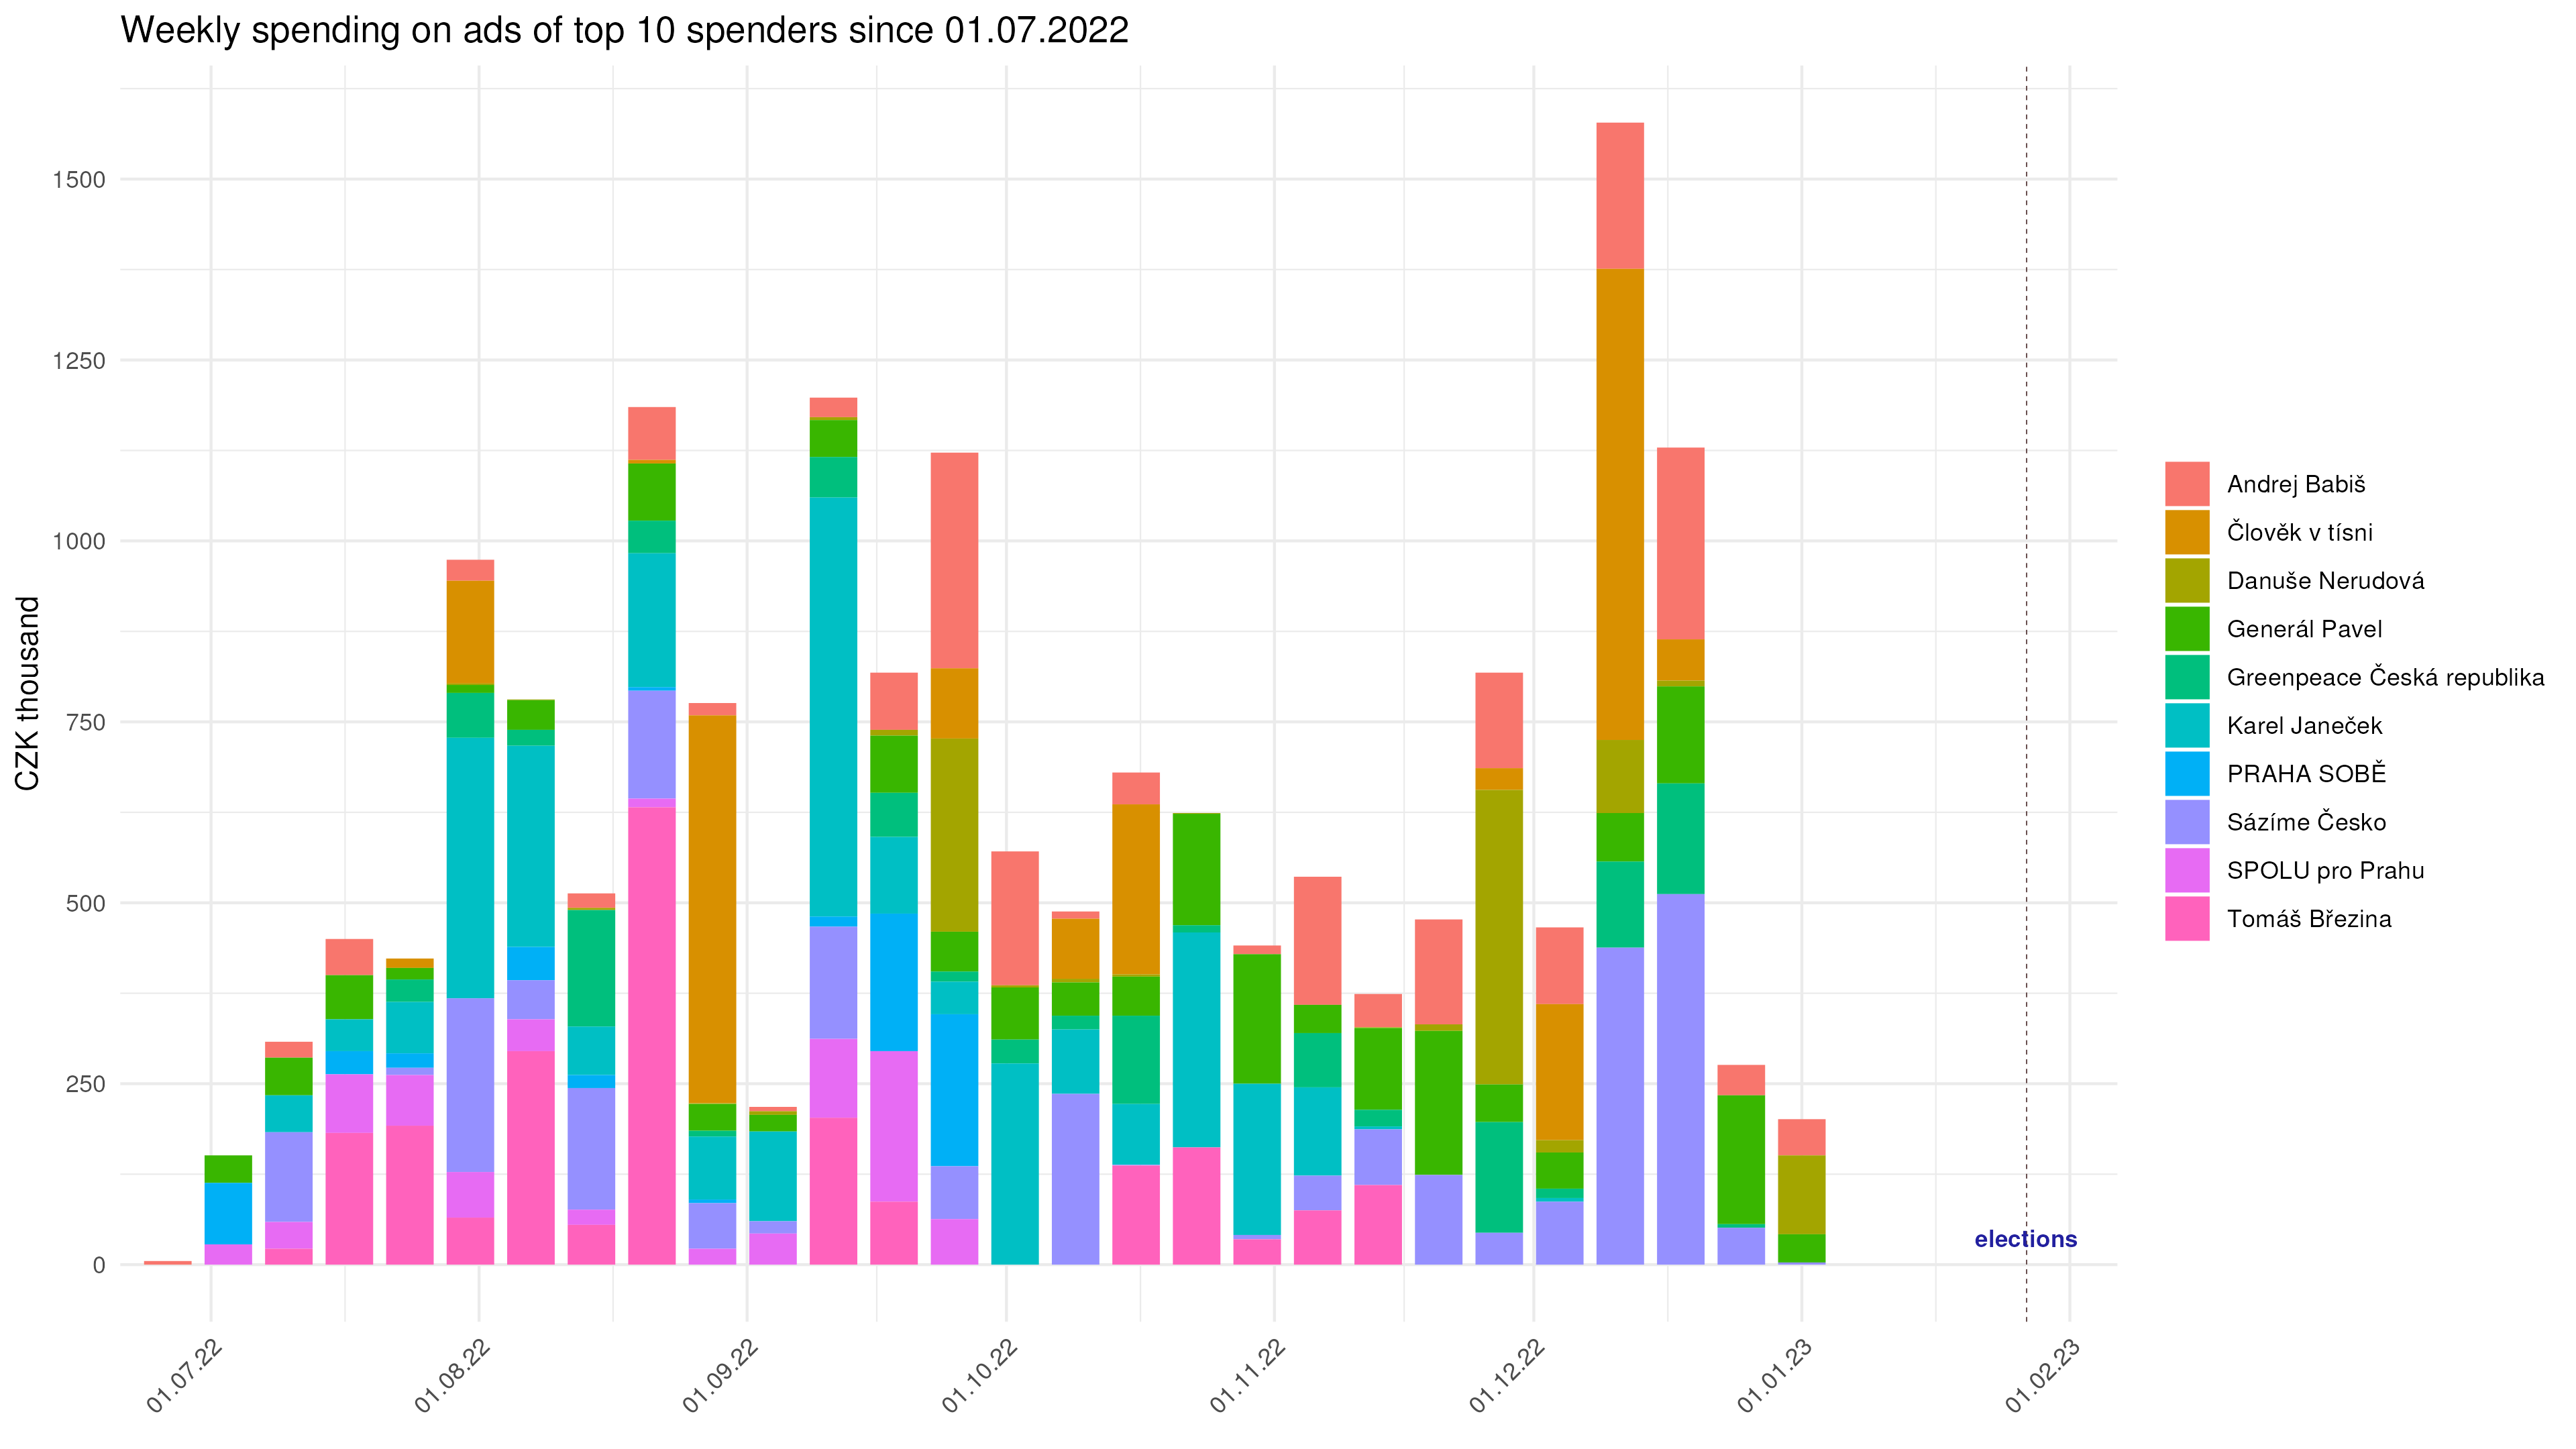 Weekly spending on ads of top 10 spenders since 01.07.2022
CZK thousand
1500
1250
1000
750
500
250
0
01.07.22
01.08.22
01.09.22
01.10.22
01.11.22
01.12.22
01.01.23
01.02.23
elections
Andrej Babiš
Člověk v tísni
Danuše Nerudová
Generál Pavel
Greenpeace Česká republika
Karel Janeček
PRAHA SOBĚ
Sázíme Česko
SPOLU pro Prahu
Tomáš Březina